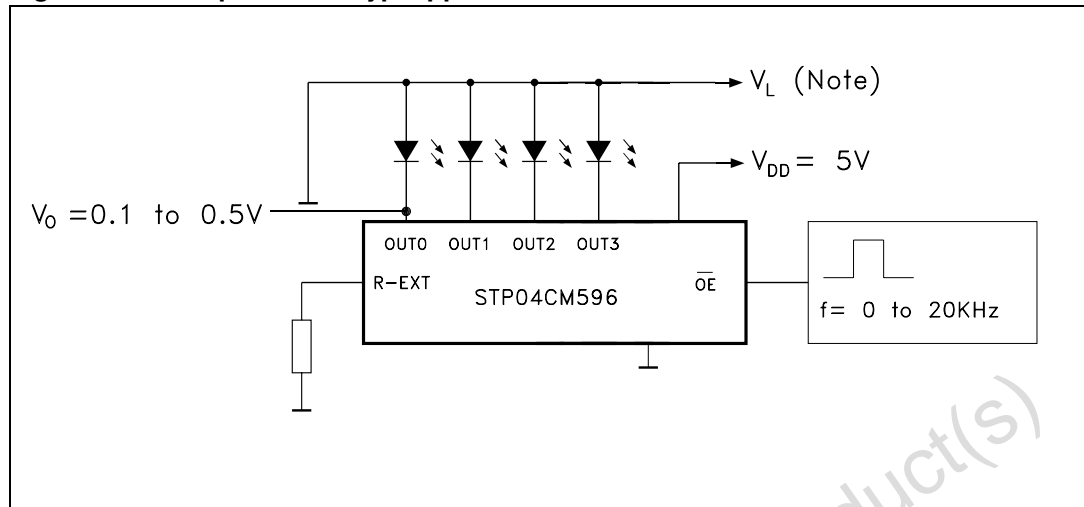 V_L (Note)
V_DD = 5V
V_O =0.1 to 0.5V
OUT0 OUT1 OUT2 OUT3
R-EXT
STP04CM596
OE
f= 0 to 20KHz